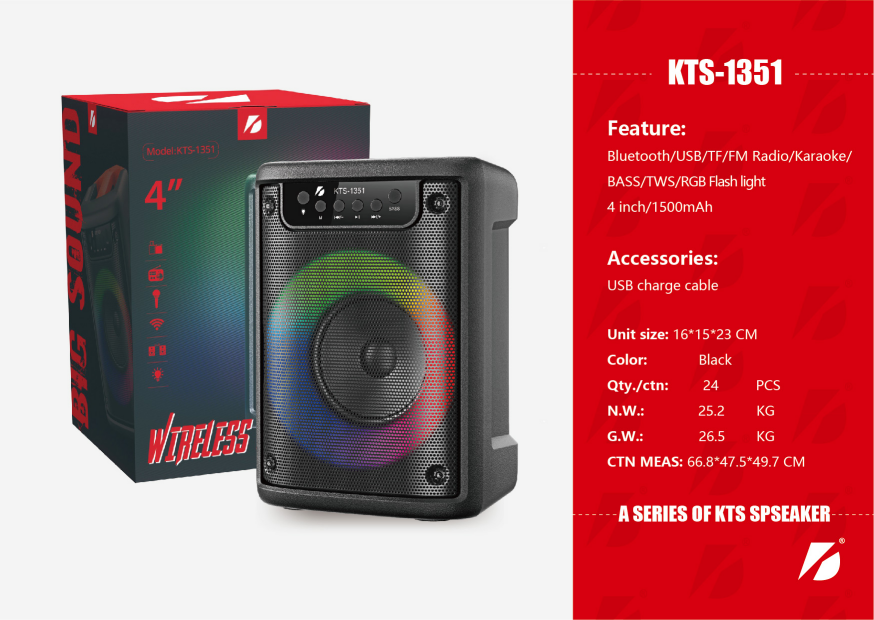 BIG SOUND
Model:KTS-1351
4”
WIRELESS
KTS-1351
M
KTS-1351
Feature:
Bluetooth/USB/TF/FM Radio/Karaoke/
BASS/TWS/RGB Flash light
4 inch/1500mAh
Accessories:
USB charge cable
Unit size: 16*15*23 CM
Color: Black
Qty./ctn: 24 PCS
N.W.: 25.2 KG
G.W.: 26.5 KG
CTN MEAS: 66.8*47.5*49.7 CM
A SERIES OF KTS SPSEAKER
®